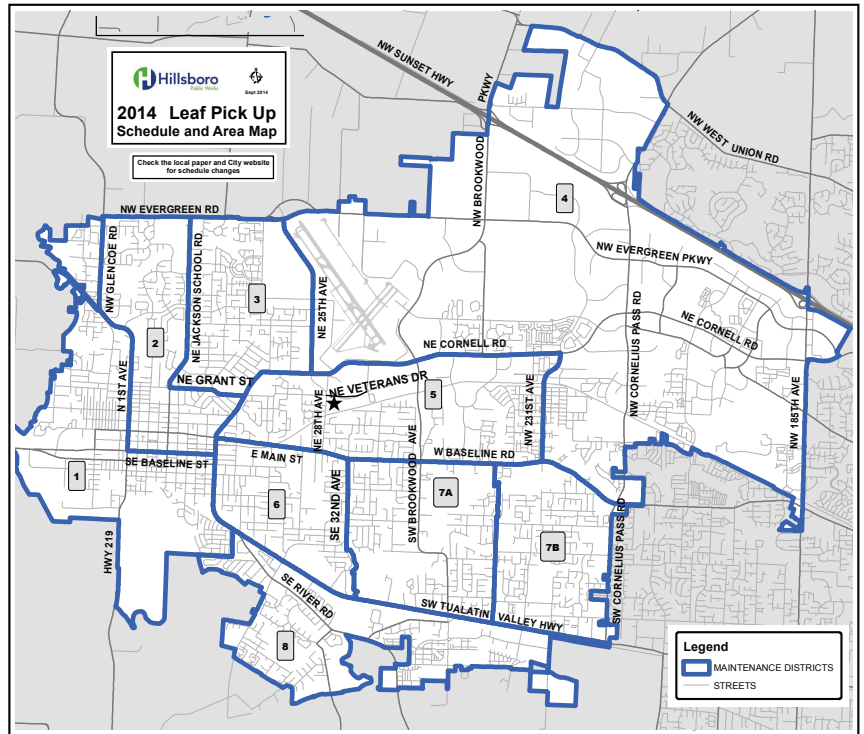 Hillsboro
Public Works
Sept 2014
2014 Leaf Pick Up
Schedule and Area Map
Check the local paper and City website
for schedule changes
NW SUNSET HWY
NW BROOKWOOD PKWY
NW WEST UNION RD
4
NW EVERGREEN RD
NW EVERGREEN PKWY
NW GLENCOE RD
NE JACKSON SCHOOL RD
3
NE 25TH AVE
2
NE CORNELL RD
NE CORNELL RD
NW CORNELIUS PASS RD
N 1ST AVE
NE GRANT ST
NE VETERANS DR
5
NE 28TH AVE
NW 231ST AVE
NW 185TH AVE
SE BASELINE ST
E MAIN ST
W BASELINE RD
SW BROOKWOOD AVE
1
6
SE 32ND AVE
7A
7B
SW CORNELIUS PASS RD
HWY 219
SE RIVER RD
SW TUALATIN VALLEY HWY
8
Legend
MAINTENANCE DISTRICTS
STREETS